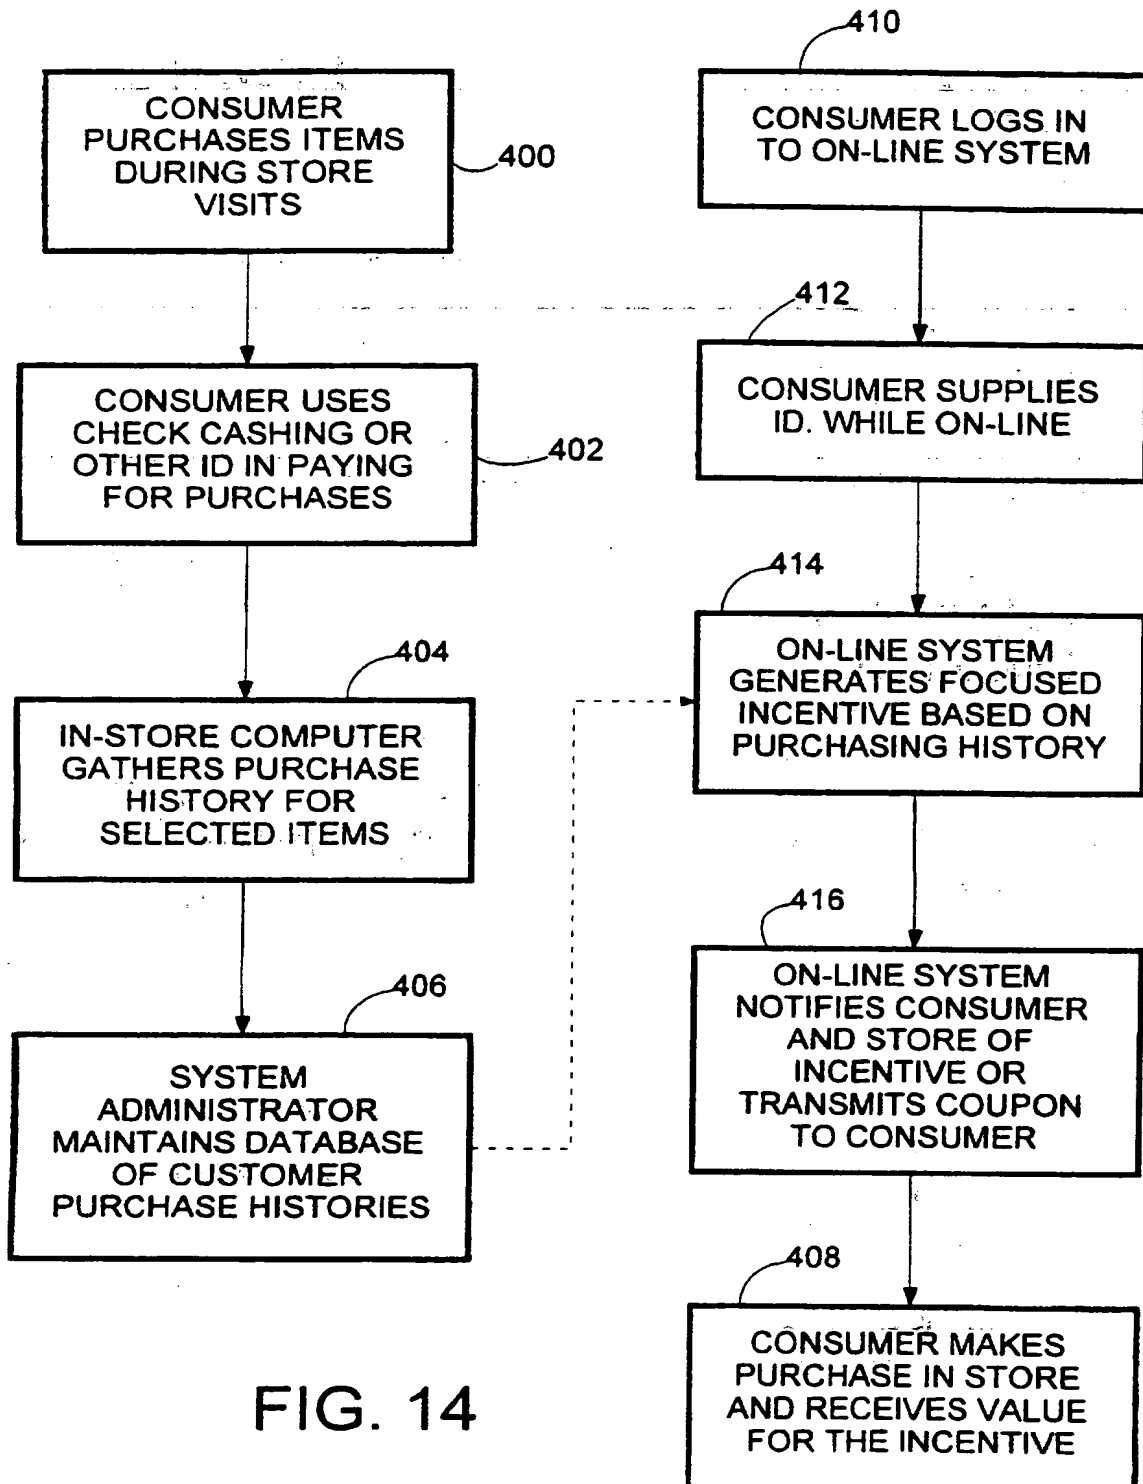 CONSUMER
PURCHASES ITEMS
DURING STORE
VISITS
400
CONSUMER USES
CHECK CASHING OR
OTHER ID IN PAYING
FOR PURCHASES
402
404
IN-STORE COMPUTER
GATHERS PURCHASE
HISTORY FOR
SELECTED ITEMS
406
SYSTEM
ADMINISTRATOR
MAINTAINS DATABASE
OF CUSTOMER
PURCHASE HISTORIES
410
CONSUMER LOGS IN
TO ON-LINE SYSTEM
412
CONSUMER SUPPLIES
ID. WHILE ON-LINE
414
ON-LINE SYSTEM
GENERATES FOCUSED
INCENTIVE BASED ON
PURCHASING HISTORY
416
ON-LINE SYSTEM
NOTIFIES CONSUMER
AND STORE OF
INCENTIVE OR
TRANSMITS COUPON
TO CONSUMER
408
CONSUMER MAKES
PURCHASE IN STORE
AND RECEIVES VALUE
FOR THE INCENTIVE
FIG. 14